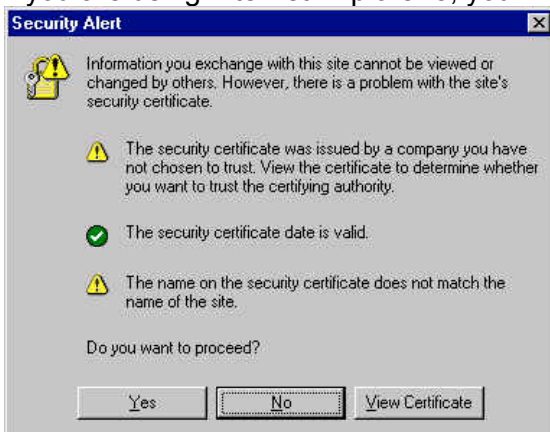 Security Alert
Information you exchange with this site cannot be viewed or
changed by others. However, there is a problem with the site's
security certificate.
The security certificate was issued by a company you have
not chosen to trust. View the certificate to determine whether
you want to trust the certifying authority.
The security certificate date is valid.
The name on the security certificate does not match the
name of the site.
Do you want to proceed?
Yes
No
View Certificate